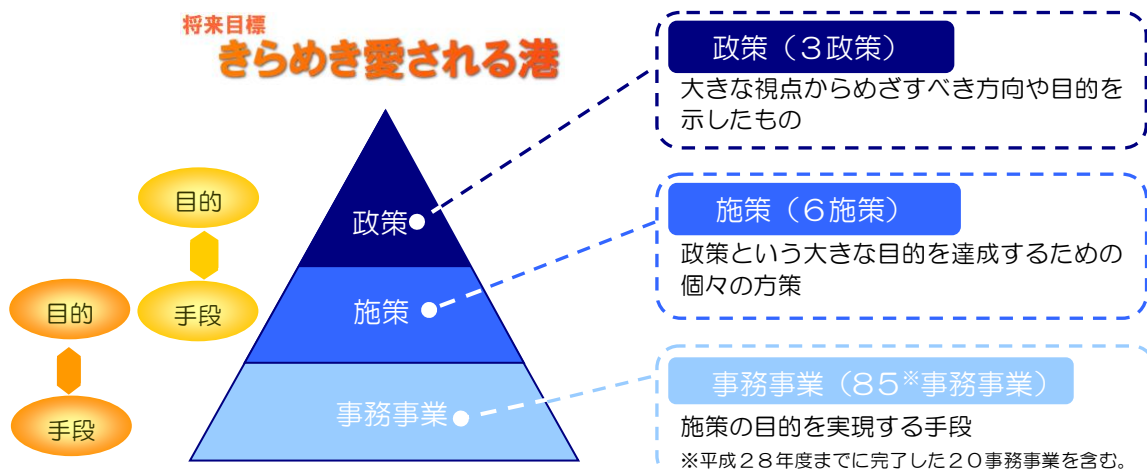 将来目標
きらめき愛される港
政策（３政策）
大きな視点からめざすべき方向や目的を
示したもの
目的
政策
施策（６施策）
政策という大きな目的を達成するための
個々の方策
目的
手段
施策
事務事業（８５※事務事業）
手段
事務事業
施策の目的を実現する手段
※平成２８年度までに完了した２０事務事業を含む。